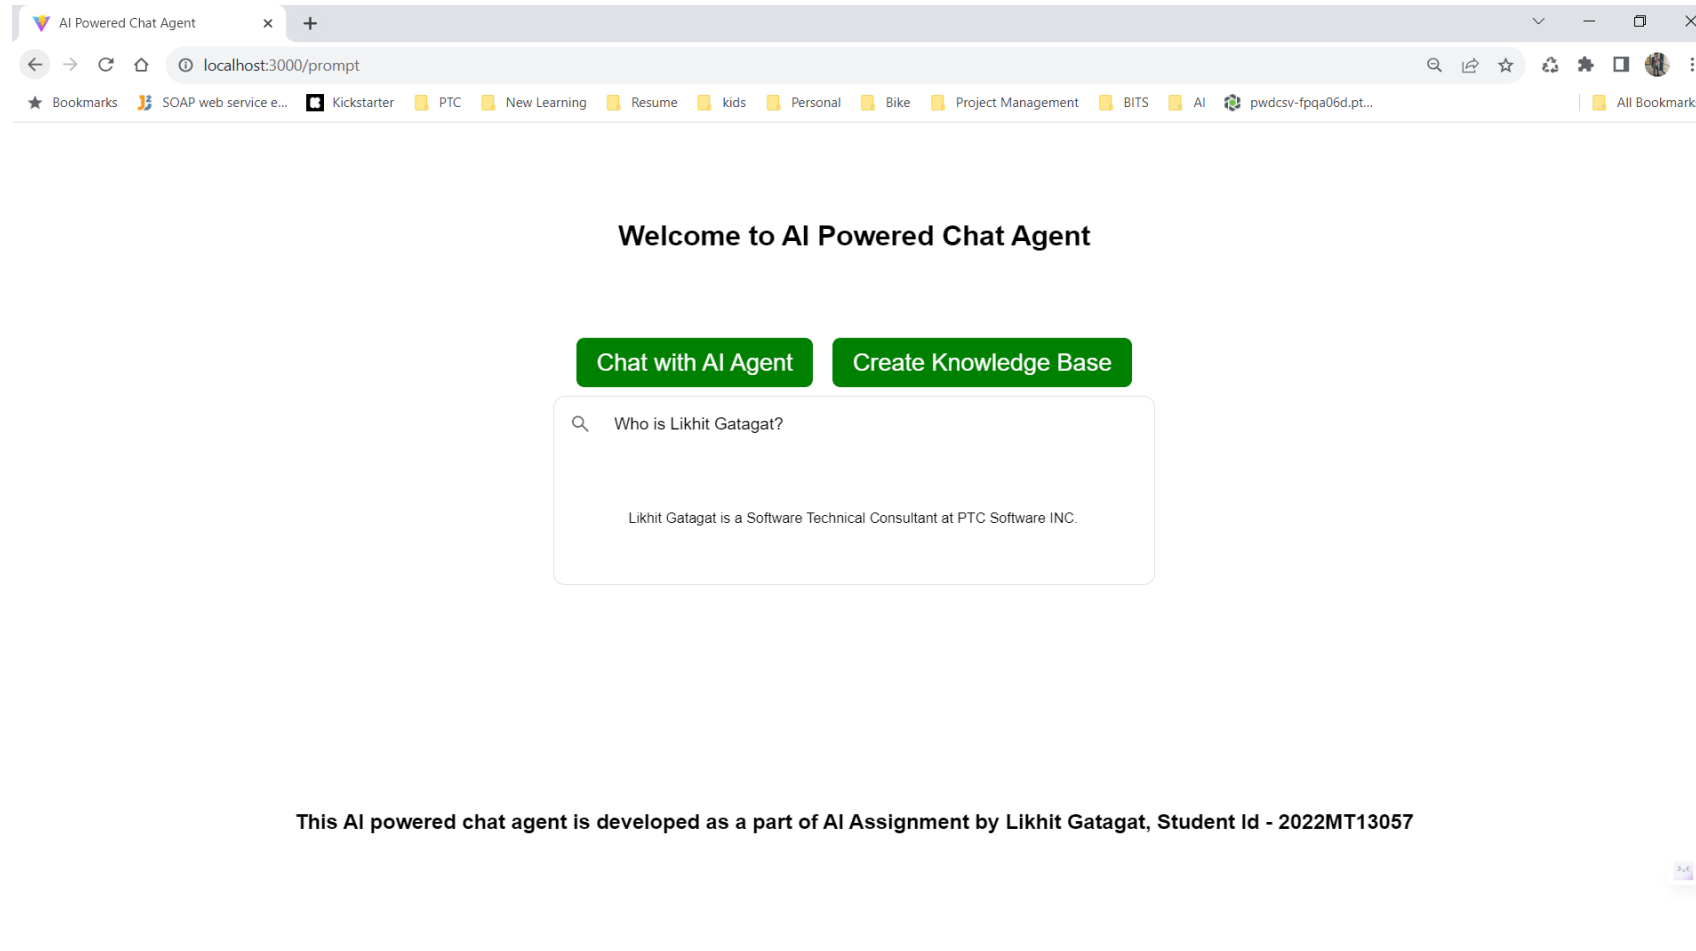 AI Powered Chat Agent
localhost:3000/prompt
Bookmarks SOAP web service e... Kickstarter PTC New Learning Resume kids Personal Bike Project Management BITS AI pwdcsv-fpqa06d.pt... All Bookmarks
Welcome to AI Powered Chat Agent
Chat with AI Agent Create Knowledge Base
Who is Likhit Gatagat?
Likhit Gatagat is a Software Technical Consultant at PTC Software INC.
This AI powered chat agent is developed as a part of AI Assignment by Likhit Gatagat, Student Id - 2022MT13057